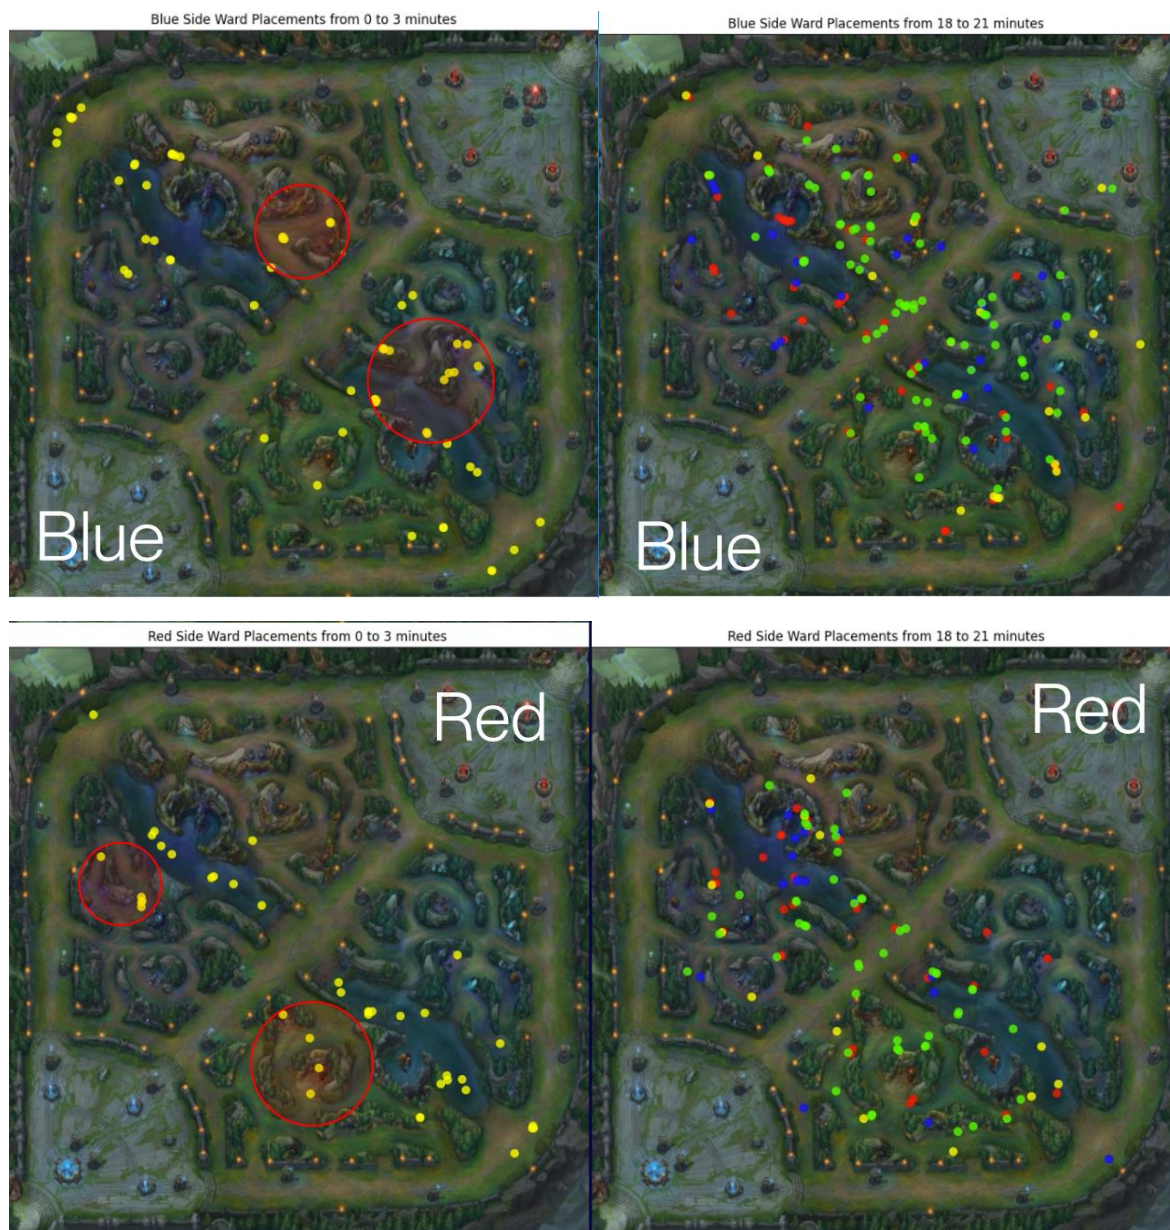 Blue Side Ward Placements from 0 to 3 minutes
Blue Side Ward Placements from 18 to 21 minutes
Blue
Blue
Red Side Ward Placements from 0 to 3 minutes
Red Side Ward Placements from 18 to 21 minutes
Red
Red